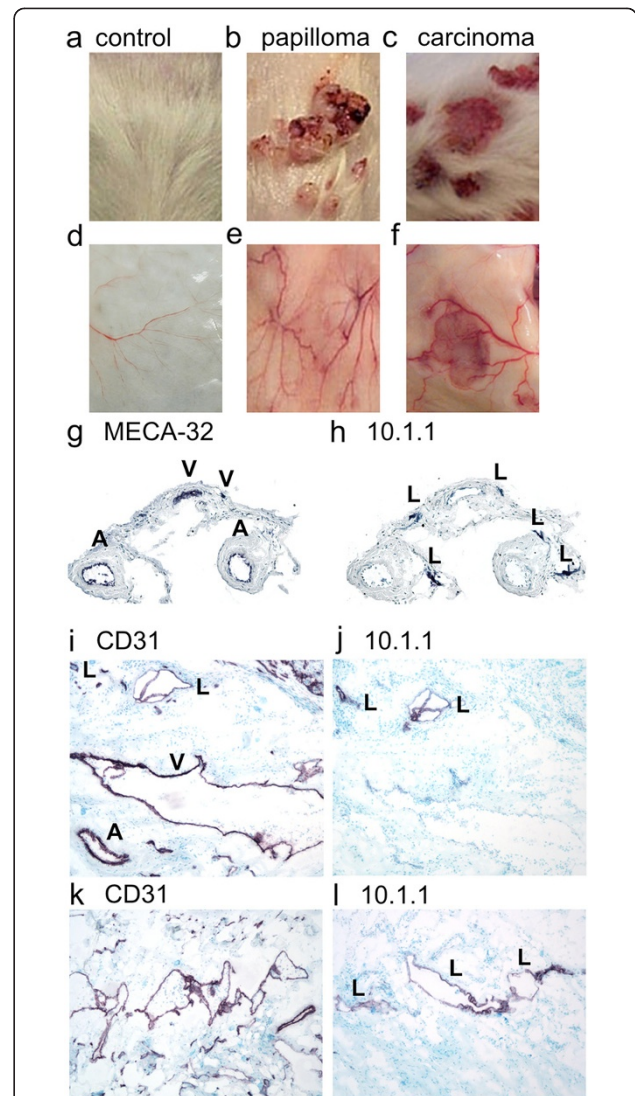 a control
b papilloma
c carcinoma
d
e
f
g MECA-32
h 10.1.1
V
V
A
A
L
L
L
L
L
i CD31
j 10.1.1
L
L
V
A
L
L
k CD31
l 10.1.1
L
L
L